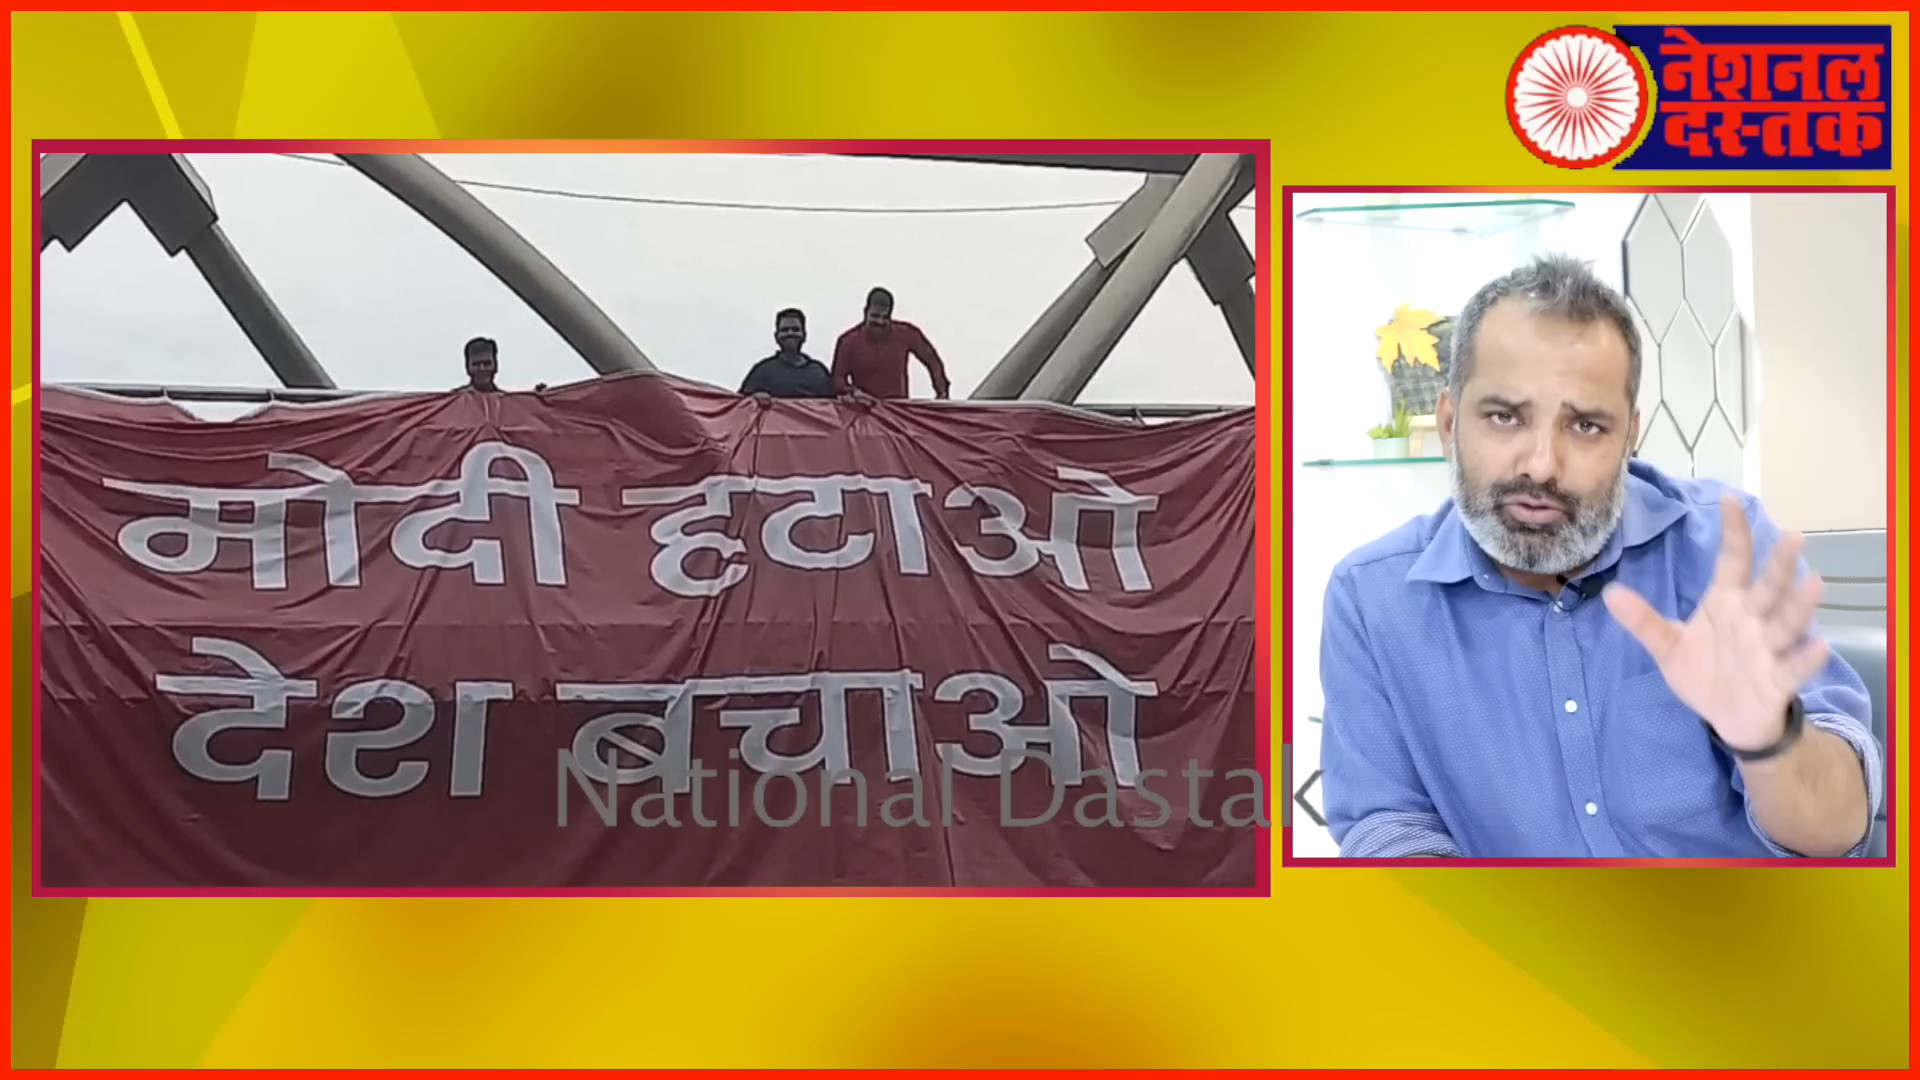 नेशनल
दस्तक
मोदी हटाओ
देश बचाओ
National Dastak